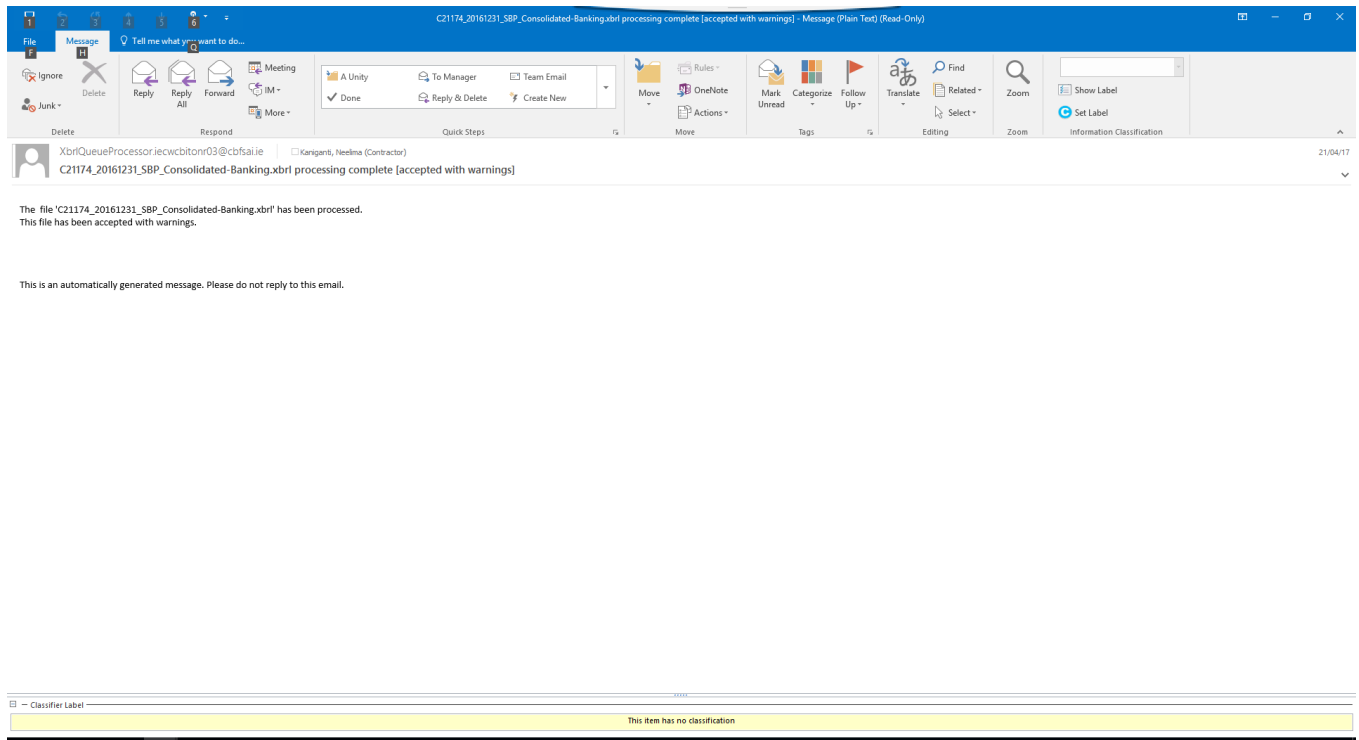 C21174_20161231_SBP_Consolidated-Banking.xbrl processing complete [accepted with warnings] - Message (Plain Text) (Read-Only)
1 2 3 4 5 6
File Message Tell me what you want to do...
F H Q
Ignore
Junk
Delete
Reply
Reply All
Forward
Meeting
IM
More
A Unity
To Manager
Team Email
Done
Reply & Delete
Create New
Move
Rules
OneNote
Actions
Mark Unread
Categorize
Follow Up
Translate
Find
Related
Select
Zoom
Show Label
Set Label
Delete Respond Quick Steps Move Tags Editing Zoom Information Classification
XbrlQueueProcessor.iecwcbitonr03@cbfsai.ie Kaniganti, Neelima (Contractor) 21/04/17
C21174_20161231_SBP_Consolidated-Banking.xbrl processing complete [accepted with warnings]
The file 'C21174_20161231_SBP_Consolidated-Banking.xbrl' has been processed.
This file has been accepted with warnings.
This is an automatically generated message. Please do not reply to this email.
Classifier Label
This item has no classification